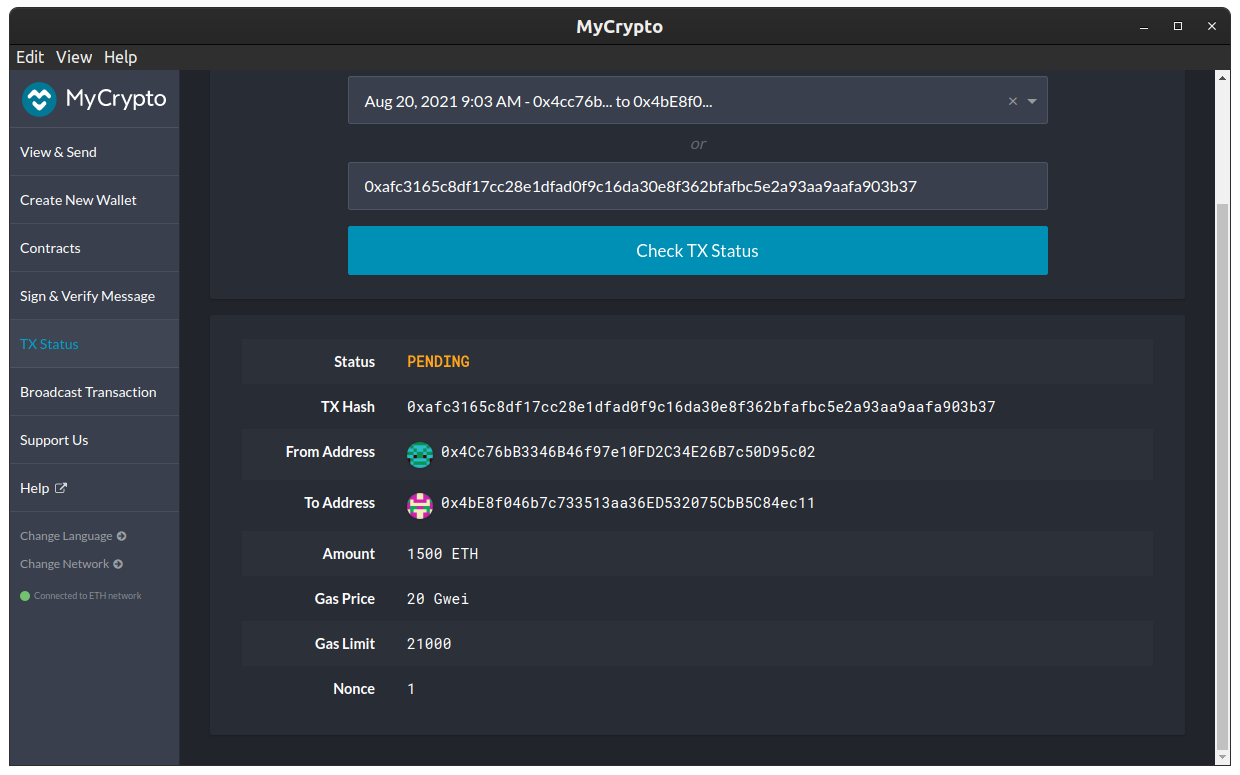 MyCrypto
Edit View Help
MyCrypto
View & Send
Create New Wallet
Contracts
Sign & Verify Message
TX Status
Broadcast Transaction
Support Us
Help
Change Language
Change Network
Connected to ETH network
Aug 20, 2021 9:03 AM - 0x4cc76b... to 0x4bE8f0...
or
0xafc3165c8df17cc28e1dfad0f9c16da30e8f362bfafbc5e2a93aa9aafa903b37
Check TX Status
Status PENDING
TX Hash 0xafc3165c8df17cc28e1dfad0f9c16da30e8f362bfafbc5e2a93aa9aafa903b37
From Address 0x4Cc76bB3346B46f97e10FD2C34E26B7c50D95c02
To Address 0x4bE8f046b7c733513aa36ED532075CbB5C84ec11
Amount 1500 ETH
Gas Price 20 Gwei
Gas Limit 21000
Nonce 1